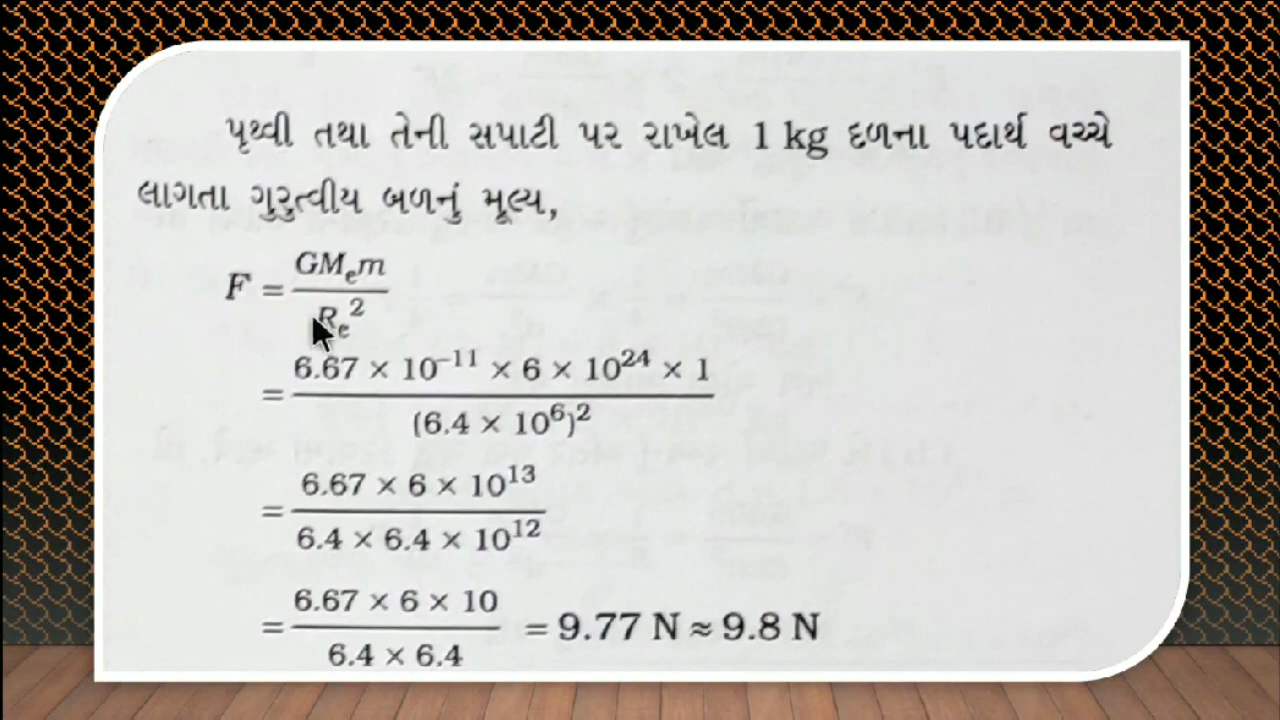 પૃથ્વી તથા તેની સપાટી પર રાખેલ 1 kg દળના પદાર્થ વચ્ચે
લાગતા ગુરુત્વીય બળનું મૂલ્ય,
F = GMₑm / Rₑ²
= 6.67 × 10⁻¹¹ × 6 × 10²⁴ × 1 / (6.4 × 10⁶)²
= 6.67 × 6 × 10¹³ / 6.4 × 6.4 × 10¹²
= 6.67 × 6 × 10 / 6.4 × 6.4 = 9.77 N ≈ 9.8 N